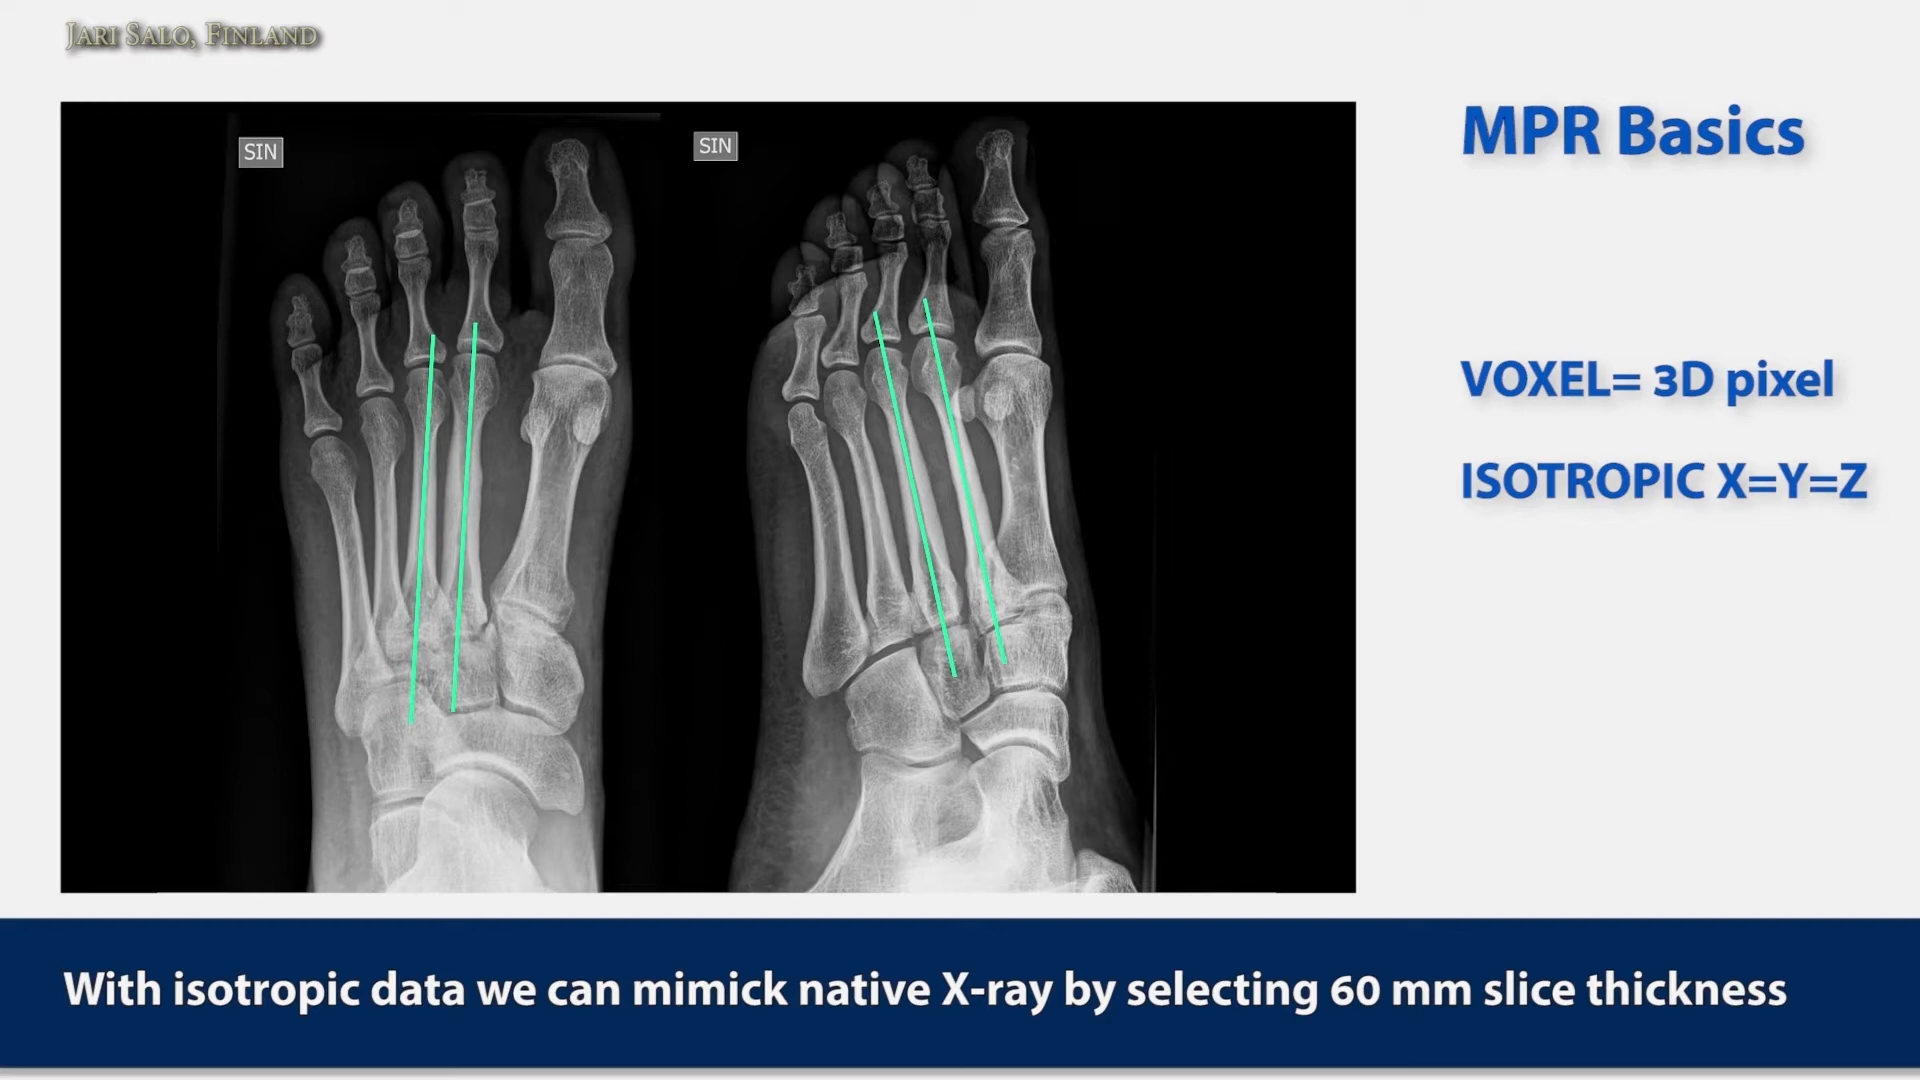 JARI SALO, FINLAND
MPR Basics
SIN
SIN
VOXEL= 3D pixel
ISOTROPIC X=Y=Z
With isotropic data we can mimick native X-ray by selecting 60 mm slice thickness